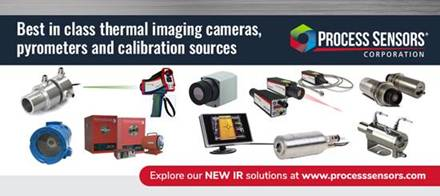 Best in class thermal imaging cameras,
pyrometers and calibration sources
PROCESS SENSORS®
CORPORATION
Explore our NEW IR solutions at www.processsensors.com